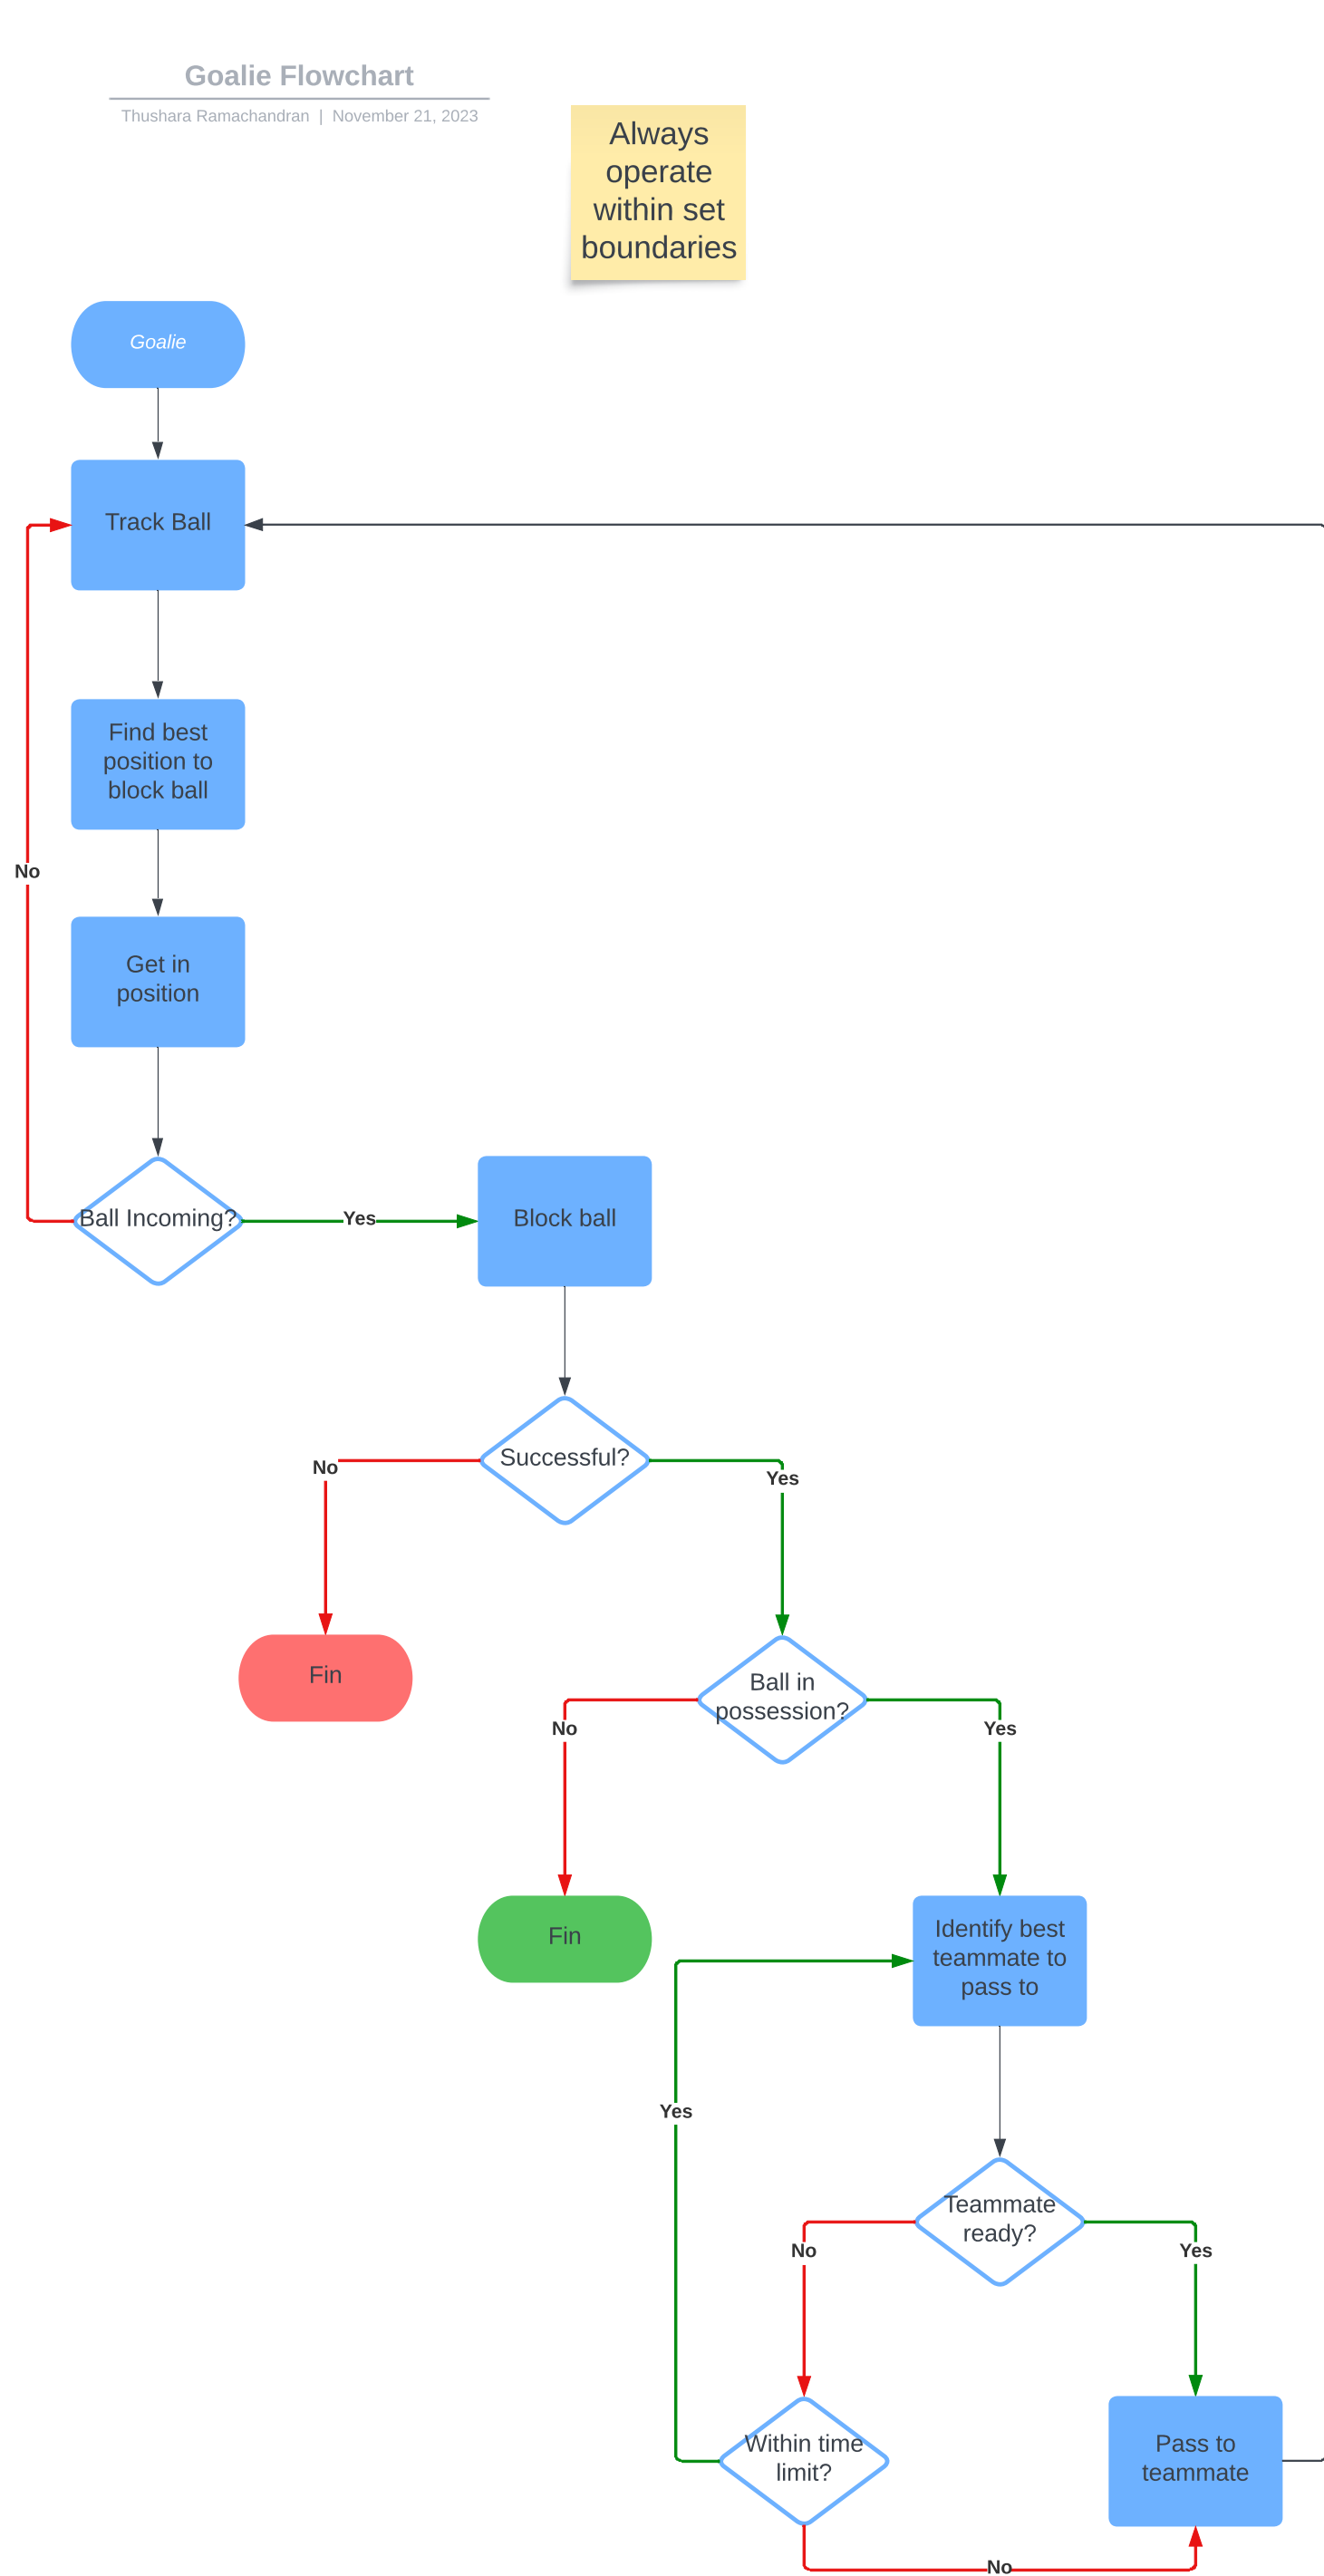 Goalie Flowchart
Thushara Ramachandran | November 21, 2023
Always
operate
within set
boundaries
Goalie
Track Ball
Find best
position to
block ball
No
Get in
position
Ball Incoming?
Yes
Block ball
Successful?
No
Yes
Fin
Ball in
possession?
No
Yes
Fin
Identify best
teammate to
pass to
Yes
Teammate
ready?
No
Yes
Within time
limit?
Pass to
teammate
No